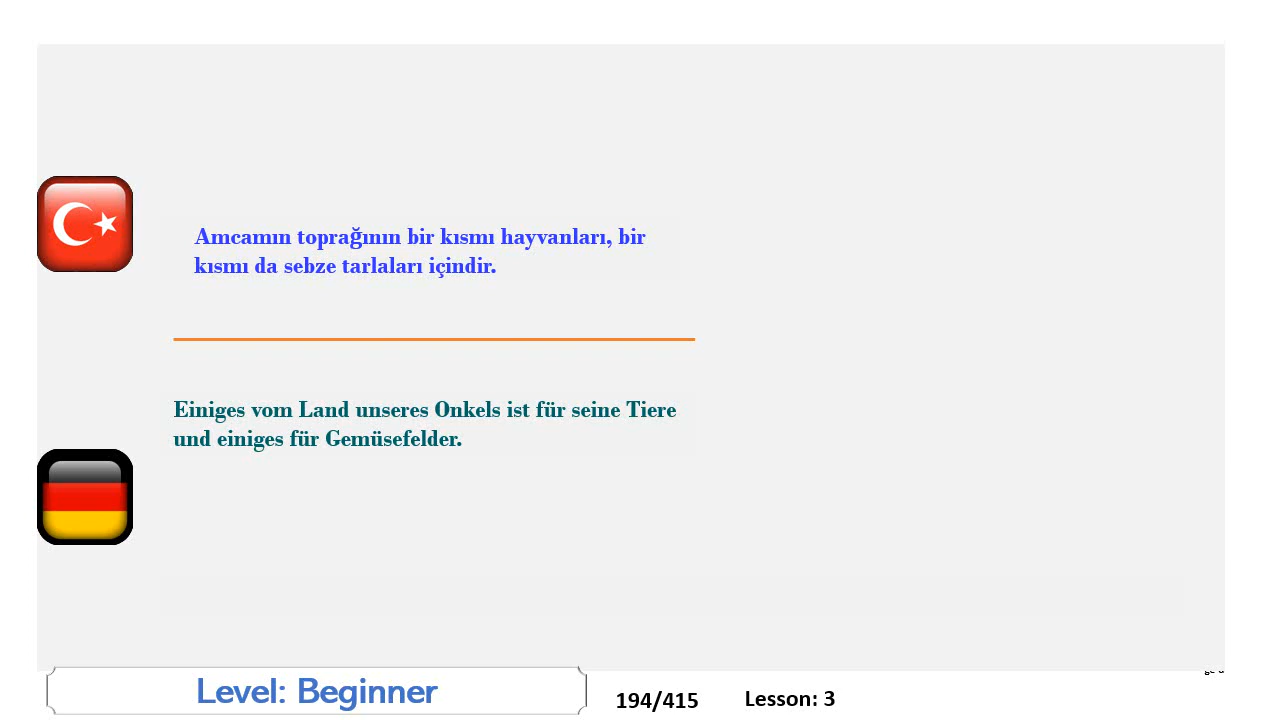 Amcamın toprağının bir kısmı hayvanları, bir
kısmı da sebze tarlaları içindir.
Einiges vom Land unseres Onkels ist für seine Tiere
und einiges für Gemüsefelder.
Level: Beginner
194/415
Lesson: 3